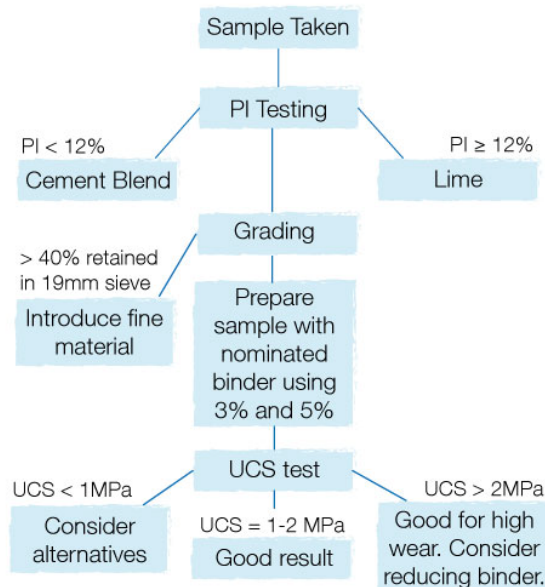 Sample Taken
PI Testing
PI < 12%
PI ≥ 12%
Cement Blend
Lime
Grading
> 40% retained
in 19mm sieve
Introduce fine
material
Prepare
sample with
nominated
binder using
3% and 5%
UCS test
UCS < 1MPa
UCS = 1-2 MPa
UCS > 2MPa
Consider
alternatives
Good result
Good for high
wear. Consider
reducing binder.